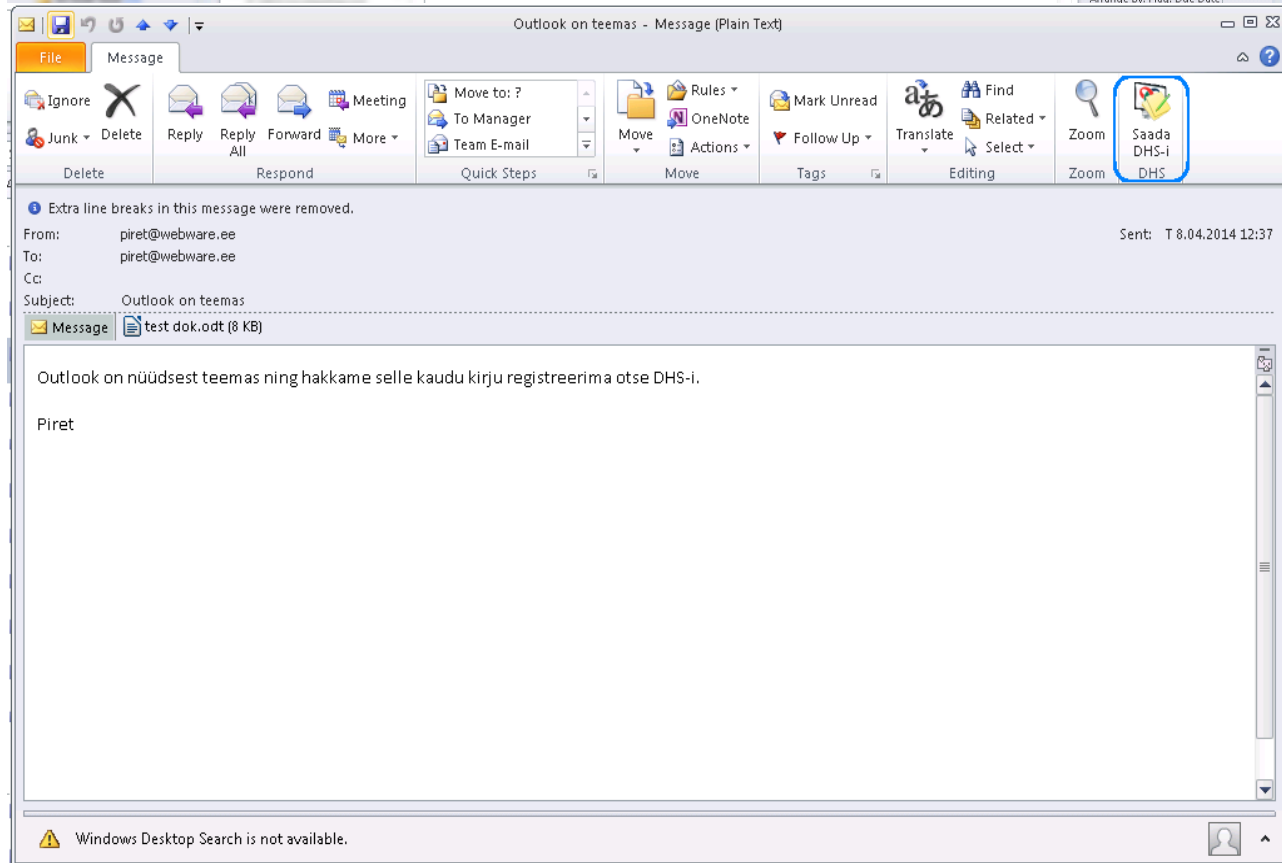 Outlook on teemas - Message (Plain Text)
File Message
Ignore
Junk
Delete
Reply
Reply All
Forward
Meeting
More
Move to: ?
To Manager
Team E-mail
Move
Rules
OneNote
Actions
Mark Unread
Follow Up
Translate
Find
Related
Select
Zoom
Saada DHS-i
Delete Respond Quick Steps Move Tags Editing Zoom DHS
Extra line breaks in this message were removed.
From: piret@webware.ee Sent: T 8.04.2014 12:37
To: piret@webware.ee
Cc:
Subject: Outlook on teemas
Message test dok.odt (8 KB)
Outlook on nüüdsest teemas ning hakkame selle kaudu kirju registreerima otse DHS-i.
Piret
Windows Desktop Search is not available.